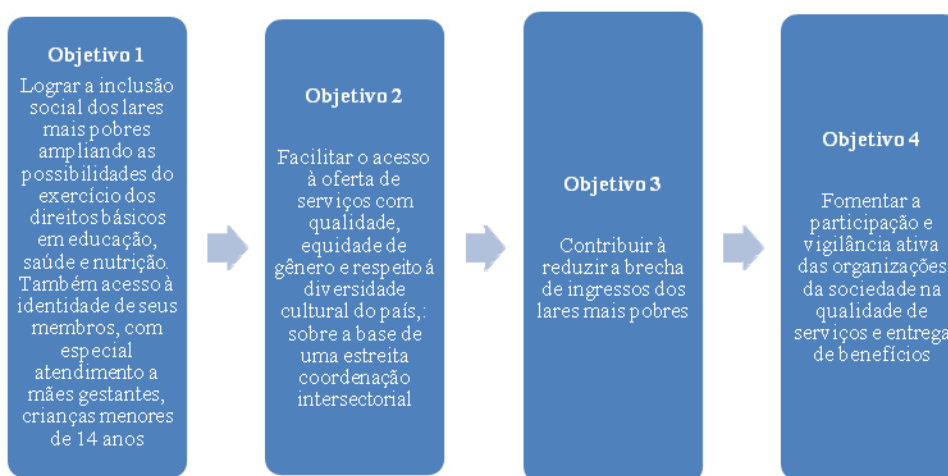 Objetivo 1
Lograr a inclusão
social dos lares
mais pobres
ampliando as
possibilidades do
exercício dos
direitos básicos
em educação,
saúde e nutrição.
Também acesso à
identidade de seus
membros, com
especial
atendimento a
mães gestantes,
crianças menores
de 14 anos
Objetivo 2
Facilitar o acesso
à oferta de
serviços com
qualidade,
equidade de
gênero e respeito á
diversidade
cultural do país,:
sobre a base de
uma estreita
coordenação
intersectorial
Objetivo 3
Contribuir à
reduzir a brecha
de ingressos dos
lares mais pobres
Objetivo 4
Fomentar a
participação e
vigilância ativa
das organizações
da sociedade na
qualidade de
serviços e entrega
de benefícios